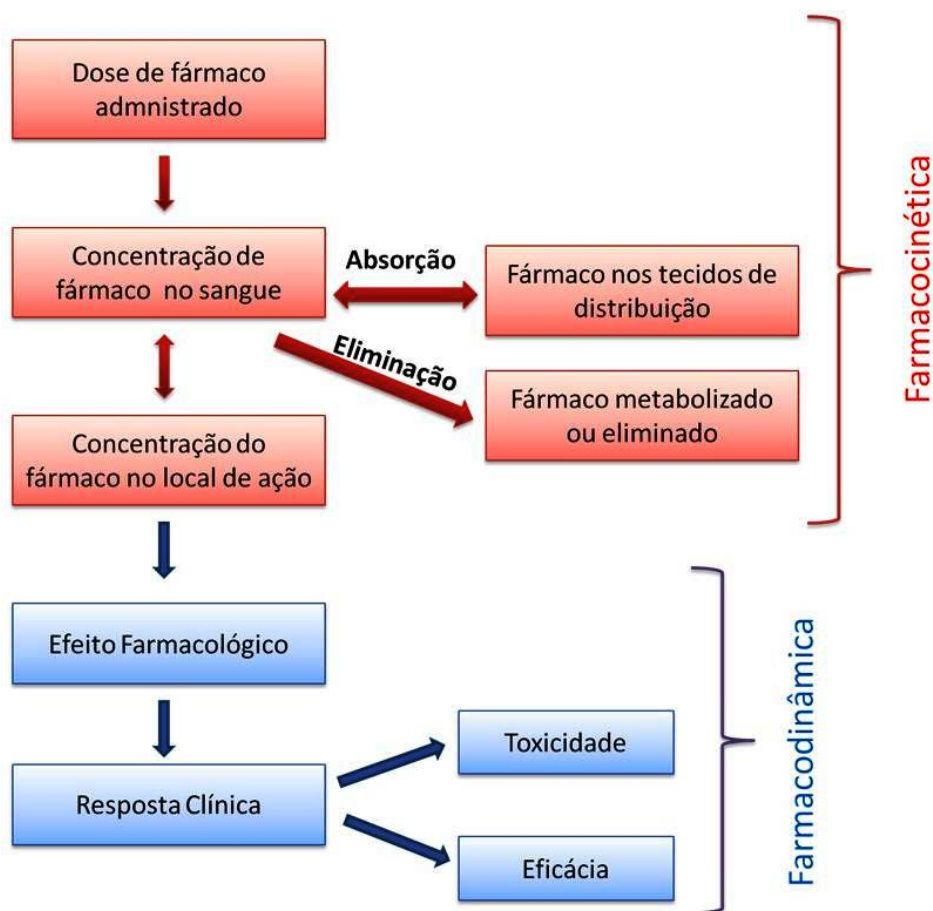 Dose de fármaco
admnistrado
Concentração de
fármaco no sangue
Absorção
Fármaco nos tecidos de
distribuição
Eliminação
Fármaco metabolizado
ou eliminado
Concentração do
fármaco no local de ação
Farmacocinética
Efeito Farmacológico
Resposta Clínica
Toxicidade
Eficácia
Farmacodinâmica